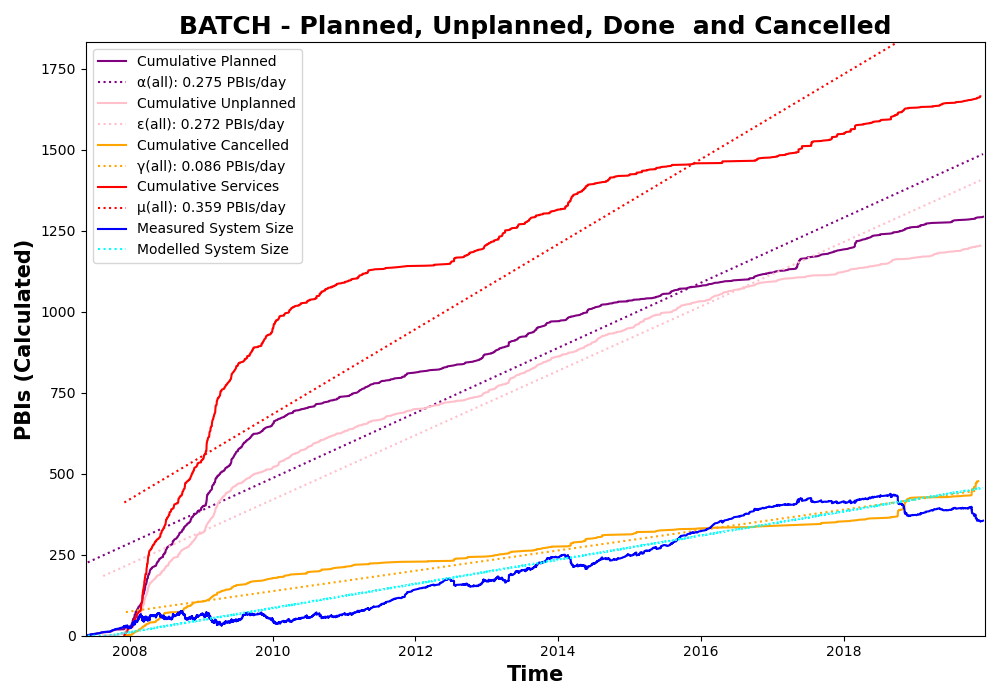 BATCH - Planned, Unplanned, Done  and Cancelled
PBIs (Calculated)
1750
1500
1250
1000
750
500
250
0
Cumulative Planned
α(all): 0.275 PBIs/day
Cumulative Unplanned
ε(all): 0.272 PBIs/day
Cumulative Cancelled
γ(all): 0.086 PBIs/day
Cumulative Services
μ(all): 0.359 PBIs/day
Measured System Size
Modelled System Size
2008 2010 2012 2014 2016 2018
Time